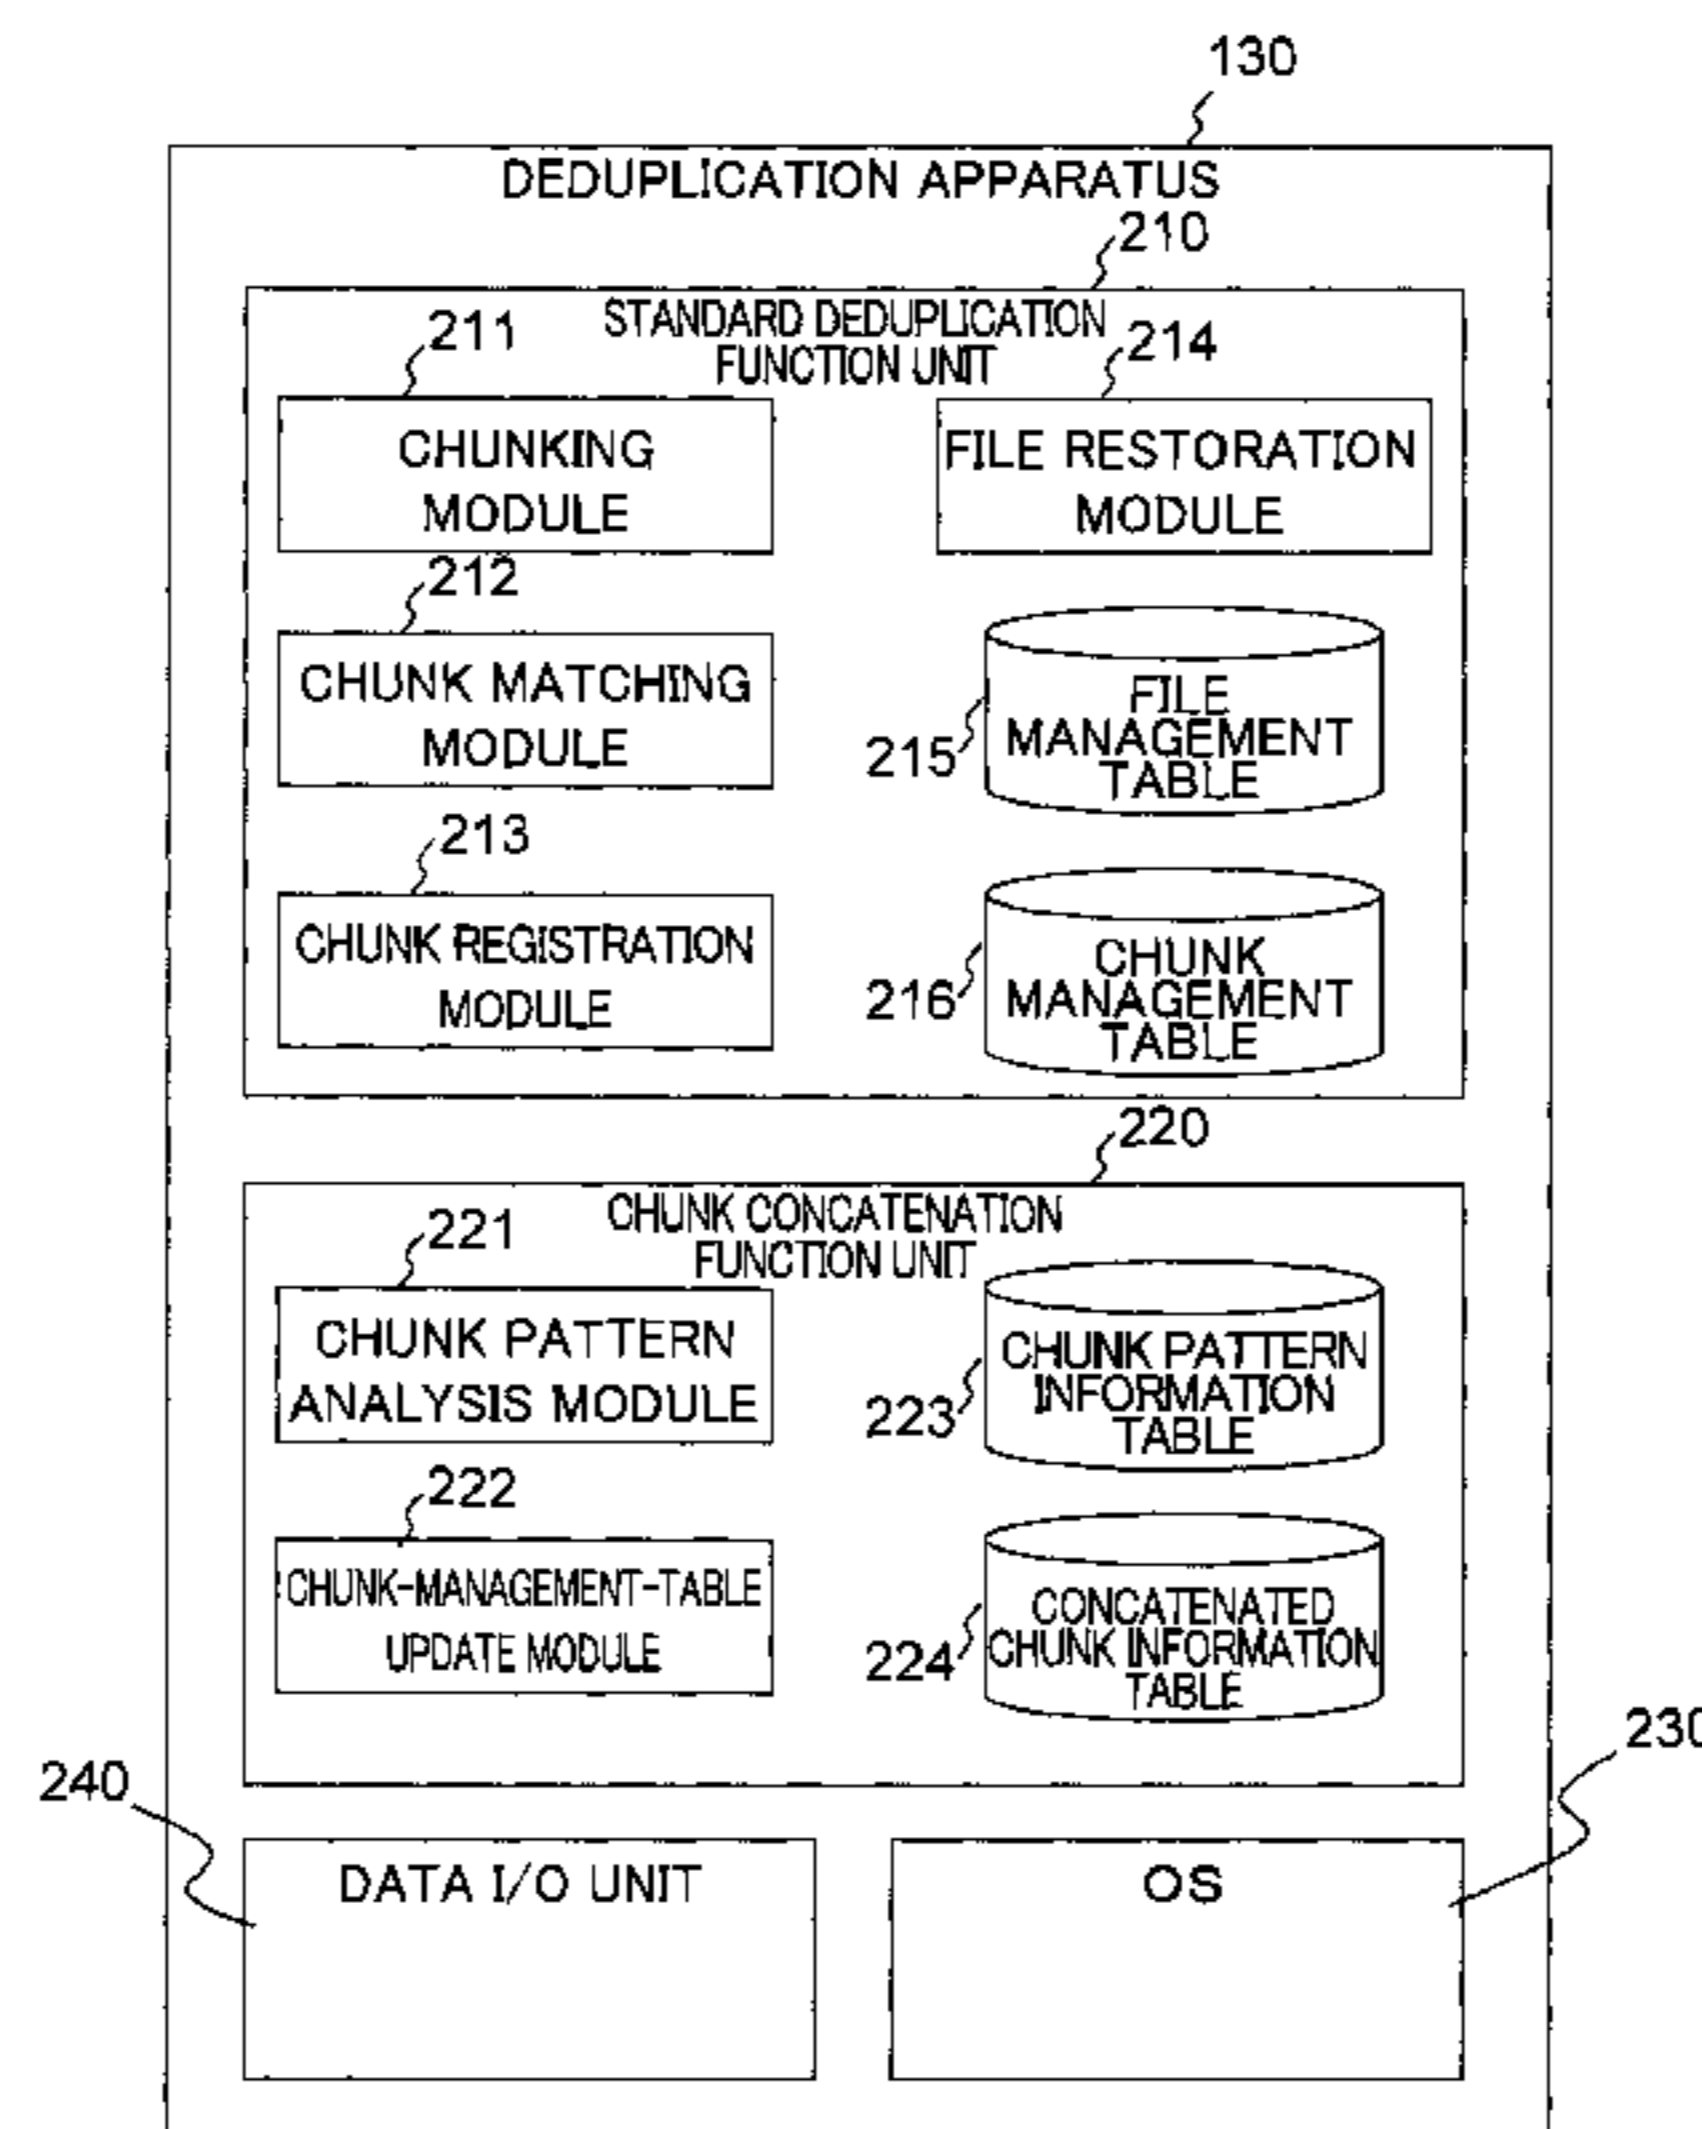 130
DEDUPLICATION APPARATUS
210
STANDARD DEDUPLICATION
FUNCTION UNIT
211
214
CHUNKING
MODULE
FILE RESTORATION
MODULE
212
CHUNK MATCHING
MODULE
215
FILE
MANAGEMENT
TABLE
213
CHUNK REGISTRATION
MODULE
216
CHUNK
MANAGEMENT
TABLE
220
CHUNK CONCATENATION
FUNCTION UNIT
221
CHUNK PATTERN
ANALYSIS MODULE
223
CHUNK PATTERN
INFORMATION
TABLE
222
CHUNK-MANAGEMENT-TABLE
UPDATE MODULE
224
CONCATENATED
CHUNK INFORMATION
TABLE
230
240
DATA I/O UNIT
OS